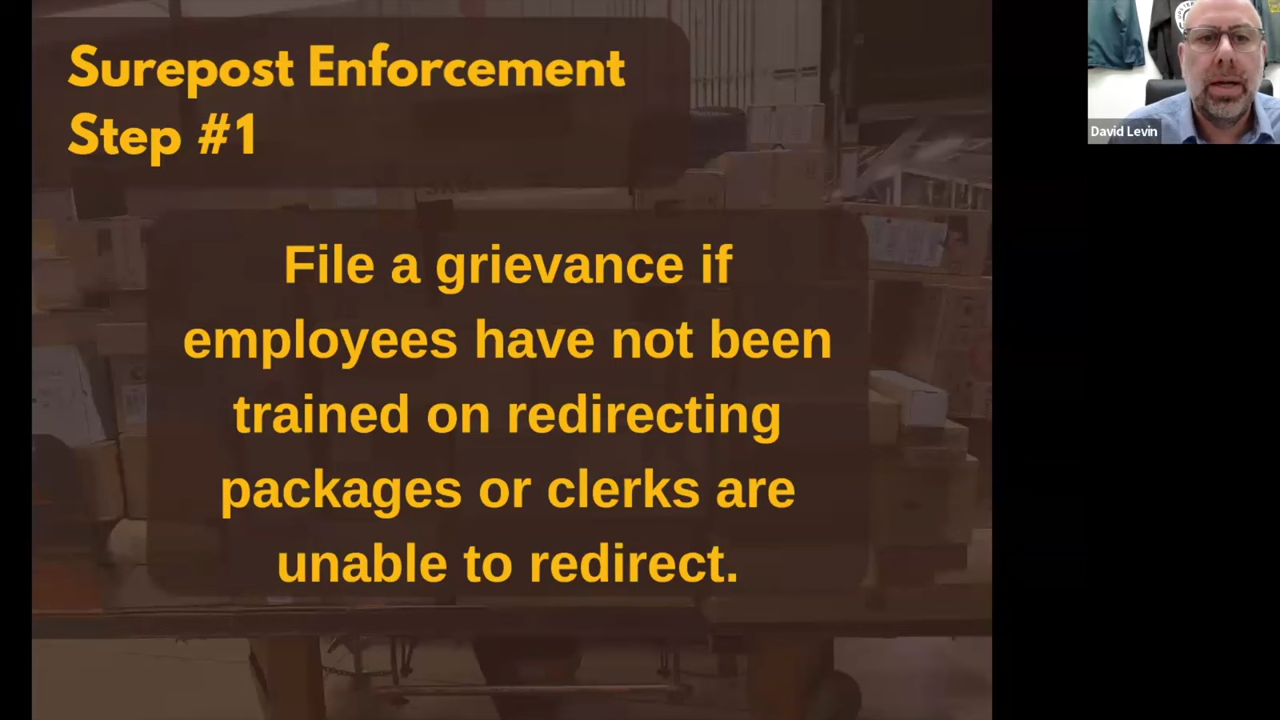 Surepost Enforcement
Step #1
File a grievance if
employees have not been
trained on redirecting
packages or clerks are
unable to redirect.
David Levin